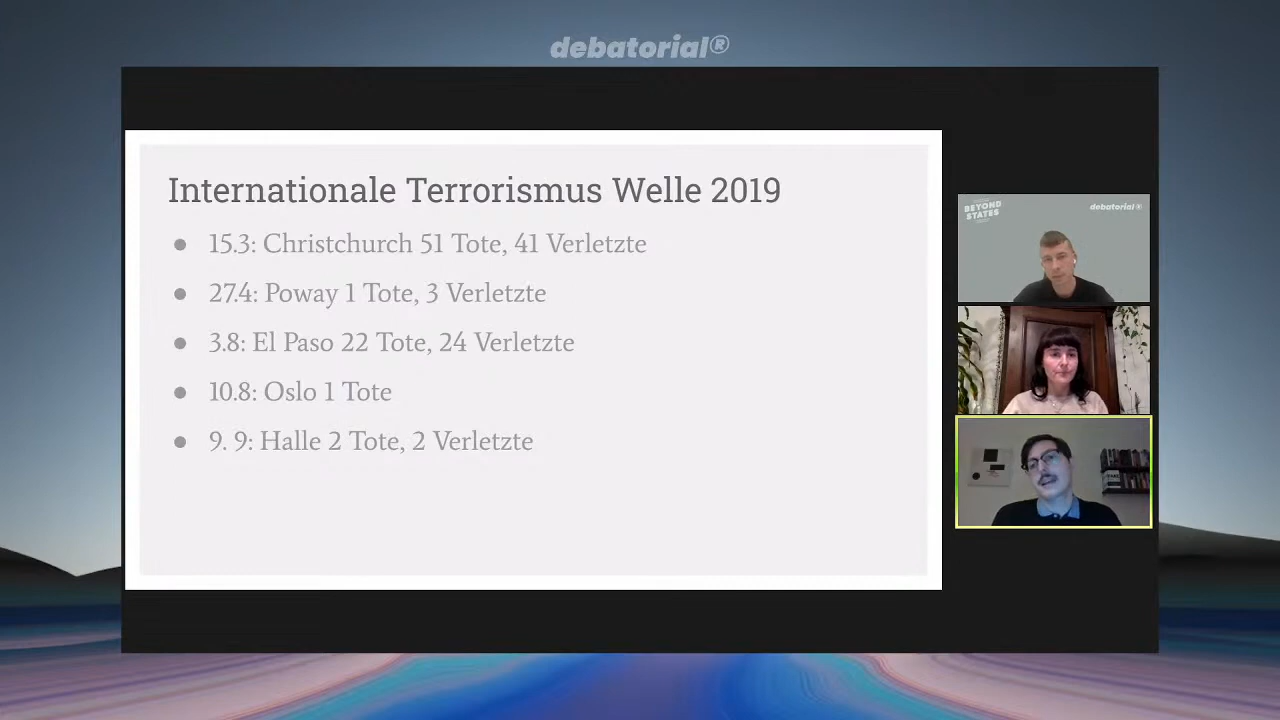 debatorial®
Internationale Terrorismus Welle 2019
● 15.3: Christchurch 51 Tote, 41 Verletzte
● 27.4: Poway 1 Tote, 3 Verletzte
● 3.8: El Paso 22 Tote, 24 Verletzte
● 10.8: Oslo 1 Tote
● 9. 9: Halle 2 Tote, 2 Verletzte
BEYOND
STATES
debatorial®